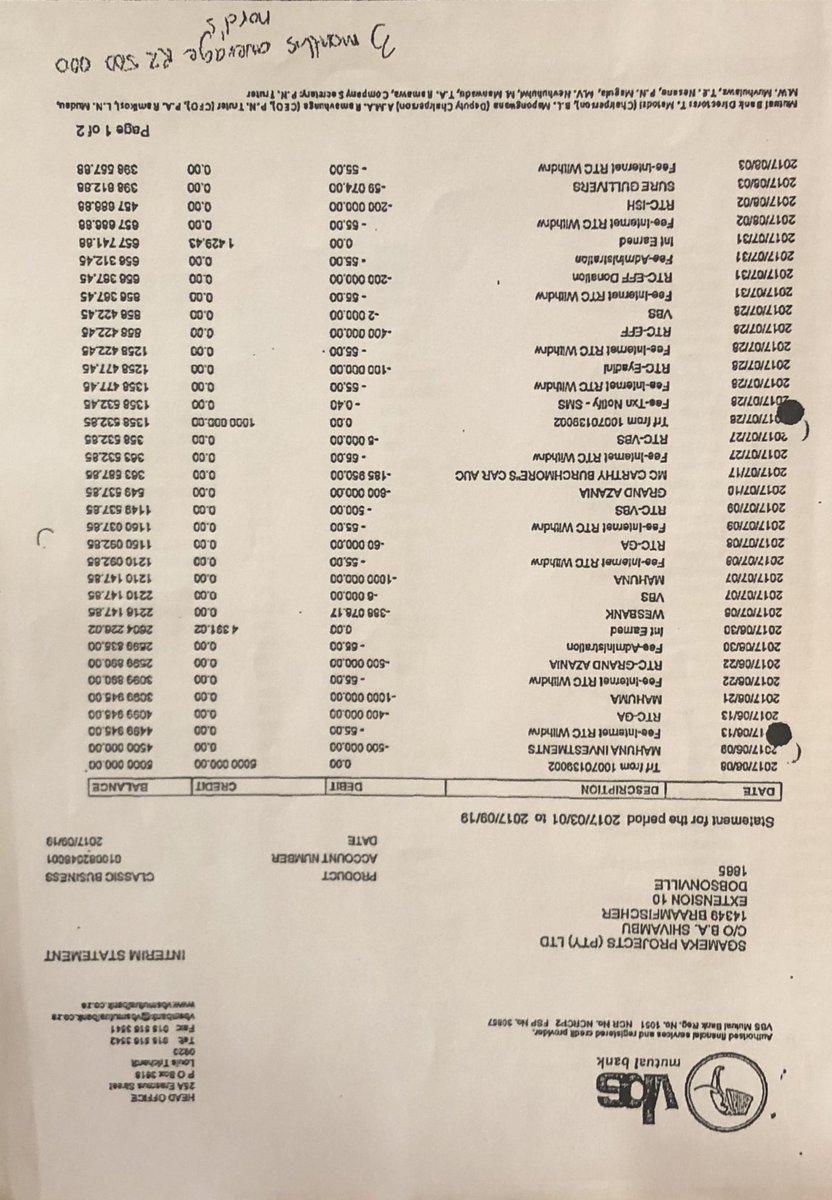 vbs
mutual bank
Authorised financial services and registered credit provider.
VBS Mutual Bank Reg. No. 1051 NCR No. NCRCP2 FSP No. 30857
HEAD OFFICE
25A Erasmus Street
P O Box 3618
Louis Trichardt
0920
Tel: 015 516 3542
Fax: 015 516 3541
vbsmbank@vbsmutualbank.co.za
www.vbsmutualbank.co.za
INTERIM STATEMENT
SGAMEKA PROJECTS (PTY) LTD
C/O B.A. SHIVAMBU
14349 BRAAMFISCHER
EXTENSION 10
DOBSONVILLE
1865
PRODUCT CLASSIC BUSINESS
ACCOUNT NUMBER 010082048001
DATE 2017/09/19
Statement for the period 2017/03/01 to 2017/09/19
DATE DESCRIPTION DEBIT CREDIT BALANCE
2017/06/08 Trf from 10070139002 0.00 5000 000.00 5000 000.00
2017/06/09 MAHUNA INVESTMENTS -500 000.00 0.00 4500 000.00
17/06/13 Fee-Internet RTC Withdrw - 55.00 0.00 4499 945.00
2017/06/13 RTC-GA -400 000.00 0.00 4099 945.00
2017/06/21 MAHUMA -1000 000.00 0.00 3099 945.00
2017/06/22 Fee-Internet RTC Withdrw - 55.00 0.00 3099 890.00
2017/06/22 RTC-GRAND AZANIA -500 000.00 0.00 2599 890.00
2017/06/30 Fee-Administration - 55.00 0.00 2599 835.00
2017/06/30 Int Earned 0.00 4 391.02 2604 226.02
2017/07/06 WESBANK -388 078.17 0.00 2216 147.85
2017/07/07 VBS -6 000.00 0.00 2210 147.85
2017/07/07 MAHUNA -1000 000.00 0.00 1210 147.85
2017/07/08 Fee-Internet RTC Withdrw - 55.00 0.00 1210 092.85
2017/07/08 RTC-GA -60 000.00 0.00 1150 092.85
2017/07/09 Fee-Internet RTC Withdrw - 55.00 0.00 1150 037.85
2017/07/09 RTC-VBS - 500.00 0.00 1149 537.85
2017/07/10 GRAND AZANIA -600 000.00 0.00 549 537.85
2017/07/17 MC CARTHY BURCHMORE'S CAR AUC -185 950.00 0.00 363 587.85
2017/07/27 Fee-Internet RTC Withdrw - 55.00 0.00 363 532.85
2017/07/27 RTC-VBS -5 000.00 0.00 358 532.85
2017/07/28 Trf from 10070139002 0.00 1000 000.00 1358 532.85
2017/07/28 Fee-Txn Notify - SMS - 0.40 0.00 1358 532.45
2017/07/28 Fee-Internet RTC Withdrw - 55.00 0.00 1358 477.45
2017/07/28 RTC-Eyadini -100 000.00 0.00 1258 477.45
2017/07/28 Fee-Internet RTC Withdrw - 55.00 0.00 1258 422.45
2017/07/28 RTC-EFF -400 000.00 0.00 858 422.45
2017/07/28 VBS -2 000.00 0.00 856 422.45
2017/07/31 Fee-Internet RTC Withdrw - 55.00 0.00 856 367.45
2017/07/31 RTC-EFF Donation -200 000.00 0.00 656 367.45
2017/07/31 Fee-Administration - 55.00 0.00 656 312.45
2017/07/31 Int Earned 0.00 1 429.43 657 741.88
2017/08/02 Fee-Internet RTC Withdrw - 55.00 0.00 657 686.88
2017/08/02 RTC-ISH -200 000.00 0.00 457 686.88
2017/08/03 SURE GULLIVERS -59 074.00 0.00 398 612.88
2017/08/03 Fee-Internet RTC Withdrw - 55.00 0.00 398 557.88
Page 1 of 2
Mutual Bank Directors: T. Matodzi (Chairperson), B.L. Mapongwana (Deputy Chairperson) A.M.A. Ramavhunga (CEO), P.N. Truter (CFO), P.A. Ramikosi, L.N. Mudau,
M.W. Muvhulawa, T.E. Nesane, P.N. Magula, M.V. Nevhuhulwi, M Manwadu, T.A. Ramawa, Company Secretary: P.N. Truter
3 months average R2 500 000